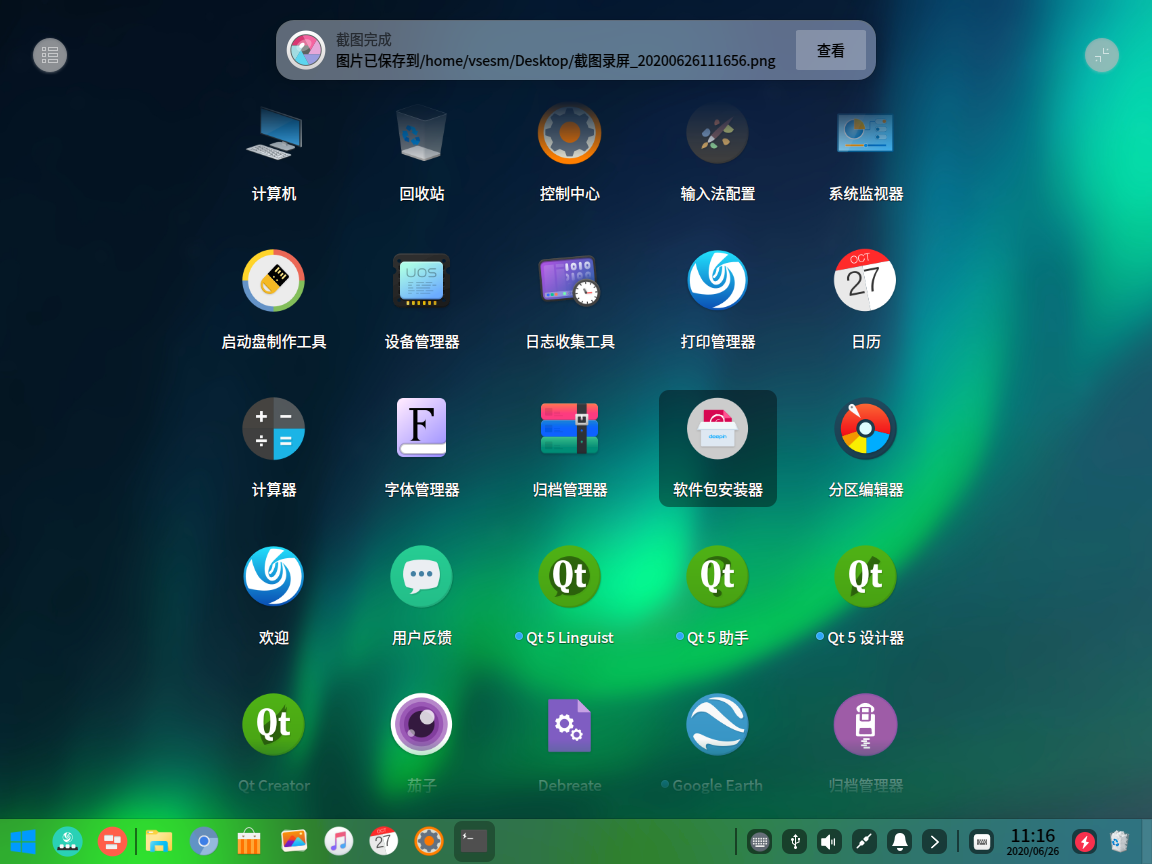 截图完成
图片已保存到/home/vsesm/Desktop/截图录屏_20200626111656.png
查看
计算机
回收站
控制中心
输入法配置
系统监视器
UOS
1010
OCT
27
启动盘制作工具
设备管理器
日志收集工具
打印管理器
日历
F
deepin
计算器
字体管理器
归档管理器
软件包安装器
分区编辑器
Qt
Qt
Qt
欢迎
用户反馈
Qt 5 Linguist
Qt 5 助手
Qt 5 设计器
Qt
Qt Creator
茄子
Debreate
Google Earth
归档管理器
27
11:16
2020/06/26